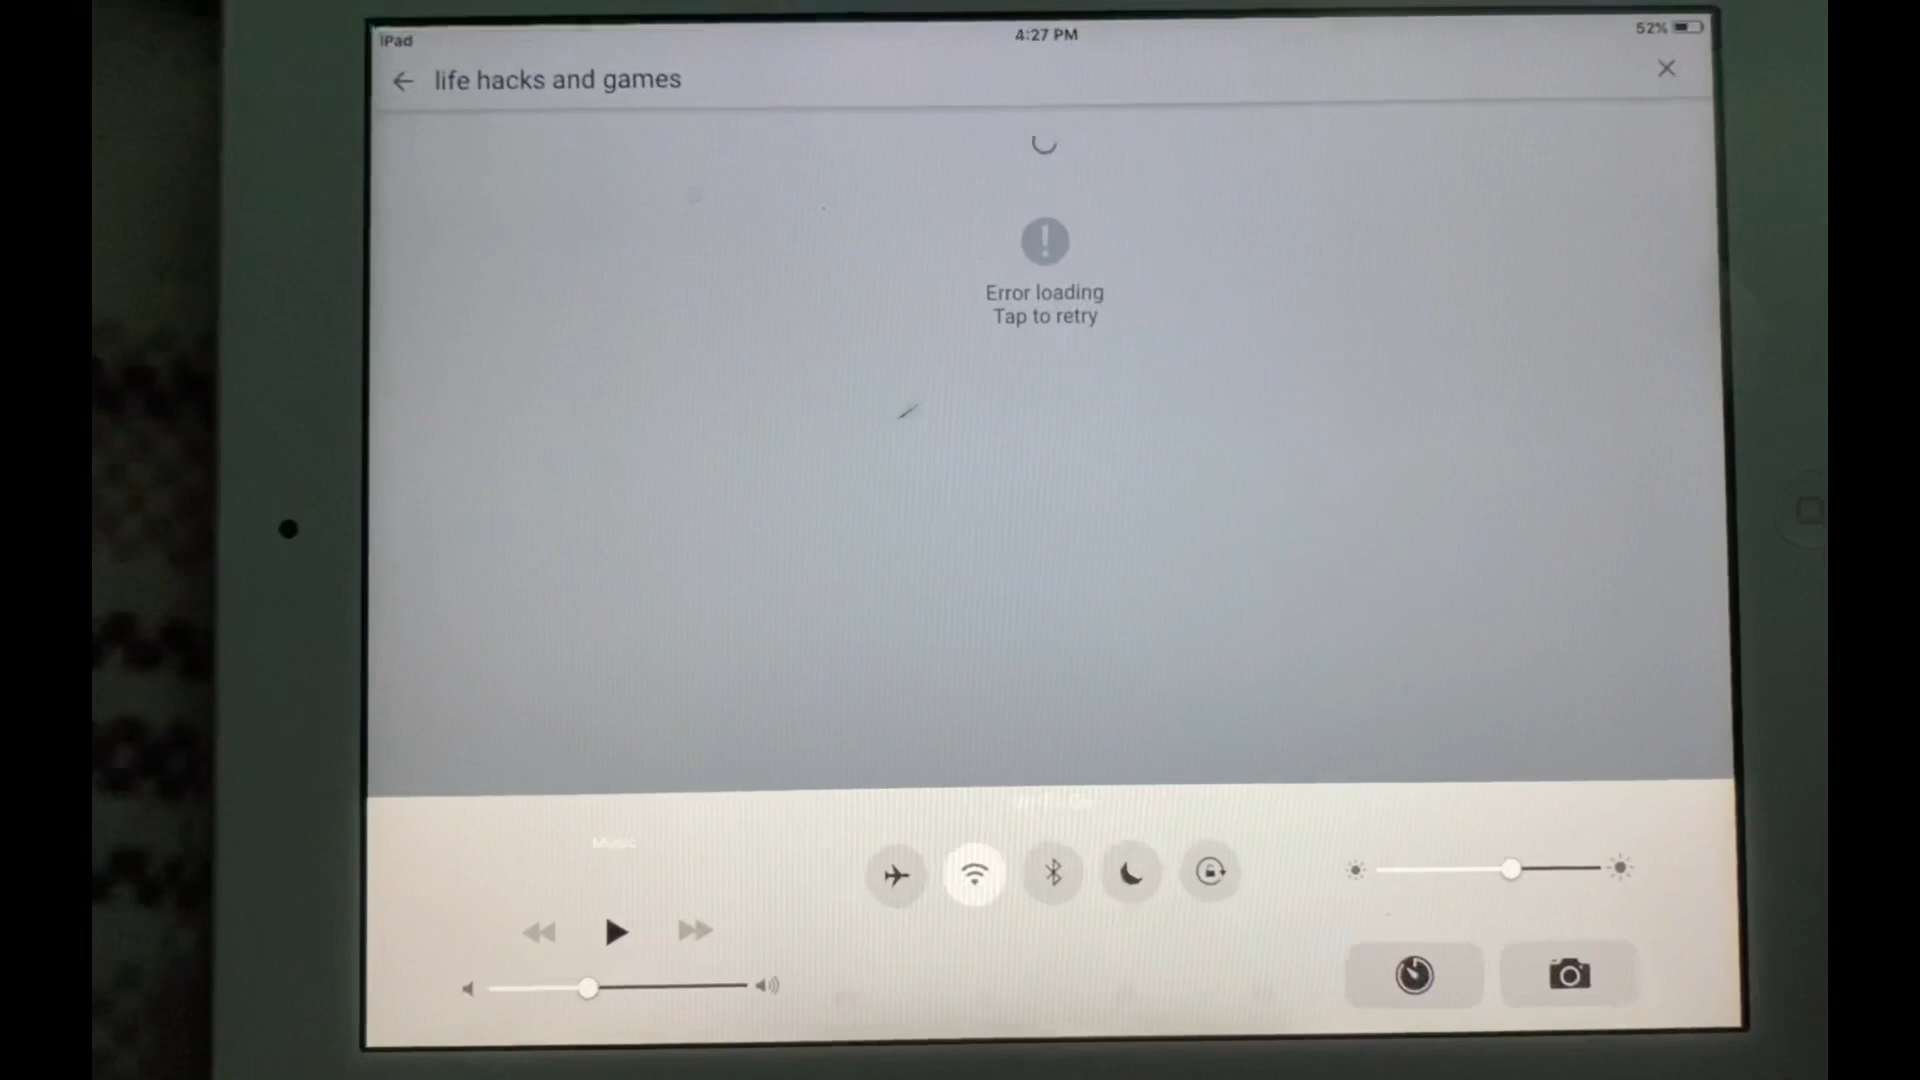 iPad
4:27 PM
52%
life hacks and games
Error loading
Tap to retry
Music